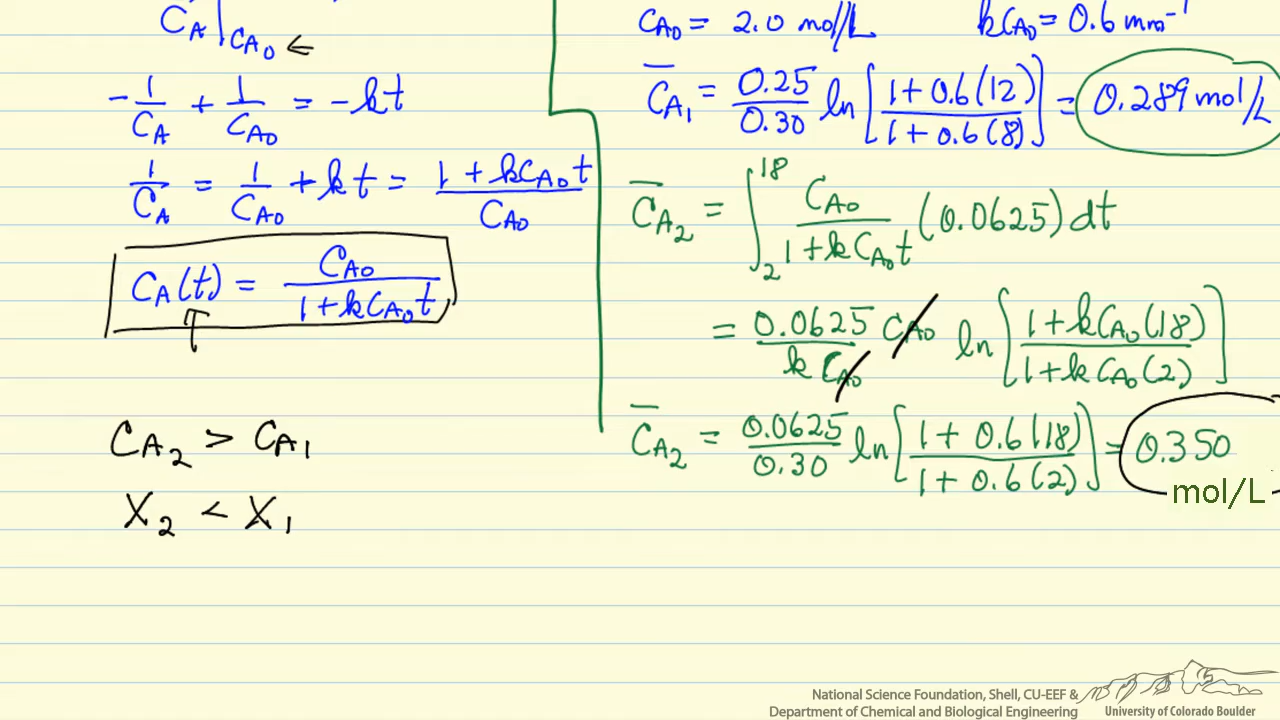 C_A |_{C_A0} ←
-1/C_A + 1/C_A0 = -kt
1/C_A = 1/C_A0 + kt = (1 + kC_A0 t)/C_A0
C_A(t) = C_A0/(1 + kC_A0 t)
↑
C_A2 > C_A1
X_2 < X_1
C_A0 = 2.0 mol/L    kC_A0 = 0.6 min⁻¹
C̄_A1 = 0.25/0.30 ln[(1 + 0.6(12))/(1 + 0.6(8))] = 0.289 mol/L
C̄_A2 = ∫_2^18 C_A0/(1 + kC_A0 t) (0.0625) dt
= 0.0625 C_A0/(k C_A0) ln[(1 + kC_A0(18))/(1 + kC_A0(2))]
C̄_A2 = 0.0625/0.30 ln[(1 + 0.6(18))/(1 + 0.6(2))] = 0.350
mol/L
National Science Foundation, Shell, CU-EEF &
Department of Chemical and Biological Engineering
University of Colorado Boulder